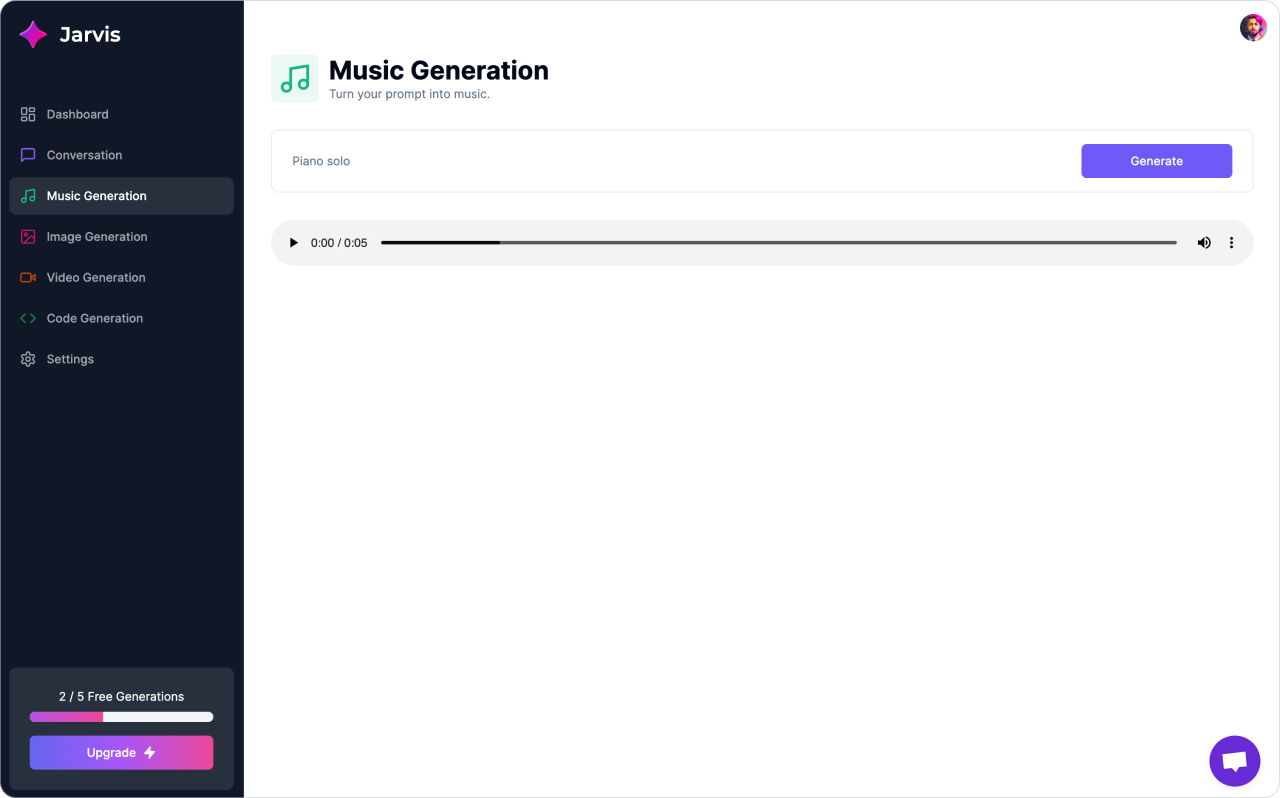 Jarvis
Dashboard
Conversation
Music Generation
Image Generation
Video Generation
Code Generation
Settings
2 / 5 Free Generations
Upgrade
Music Generation
Turn your prompt into music.
Piano solo
Generate
0:00 / 0:05